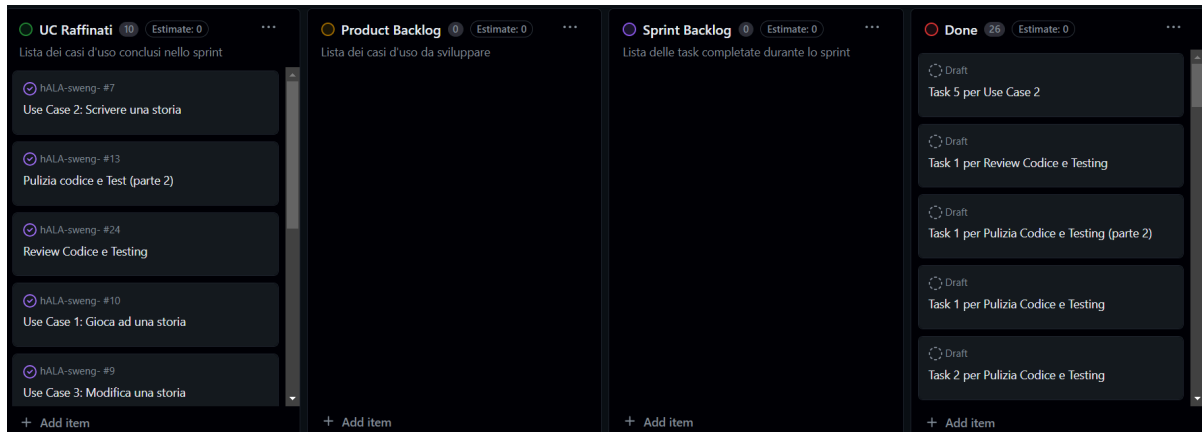 UC Raffinati 10 Estimate: 0 ...
Lista dei casi d'uso conclusi nello sprint
hALA-sweng- #7
Use Case 2: Scrivere una storia
hALA-sweng- #13
Pulizia codice e Test (parte 2)
hALA-sweng- #24
Review Codice e Testing
hALA-sweng- #10
Use Case 1: Gioca ad una storia
hALA-sweng- #9
Use Case 3: Modifica una storia
+ Add item
Product Backlog 0 Estimate: 0 ...
Lista dei casi d'uso da sviluppare
+ Add item
Sprint Backlog 0 Estimate: 0 ...
Lista delle task completate durante lo sprint
+ Add item
Done 26 Estimate: 0 ...
Draft
Task 5 per Use Case 2
Draft
Task 1 per Review Codice e Testing
Draft
Task 1 per Pulizia Codice e Testing (parte 2)
Draft
Task 1 per Pulizia Codice e Testing
Draft
Task 2 per Pulizia Codice e Testing
+ Add item